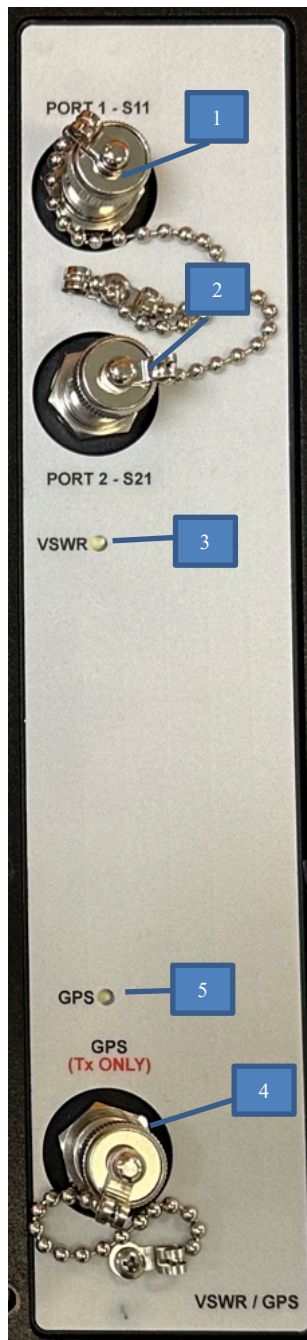 PORT 1 - S11
1
2
PORT 2 - S21
VSWR
3
GPS
5
GPS
(Tx ONLY)
4
VSWR / GPS